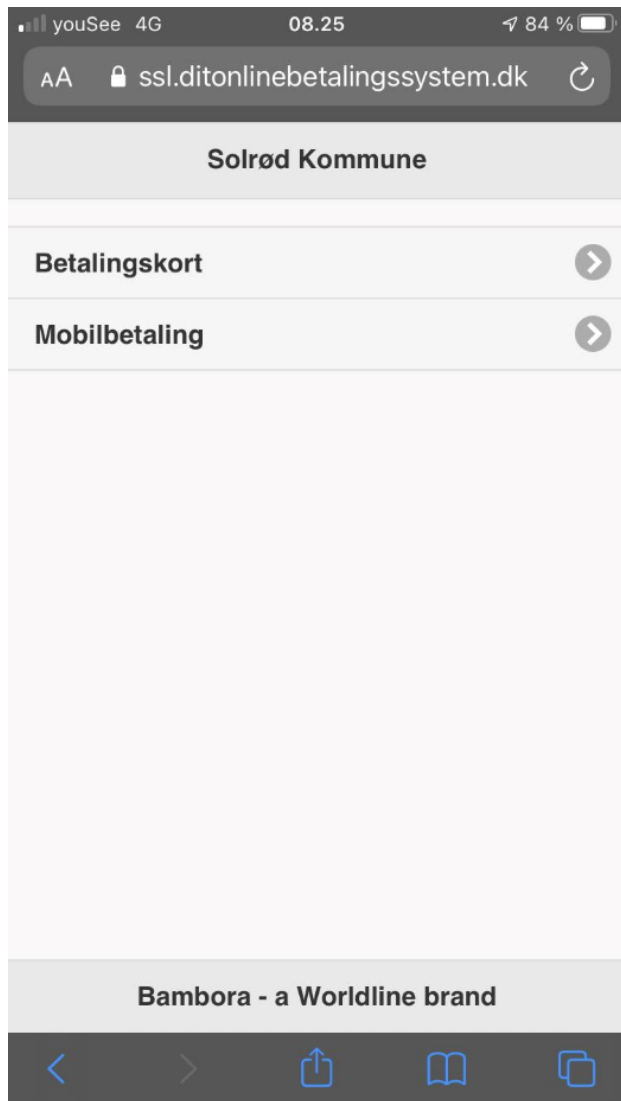 youSee 4G 08.25 84 %
AA ssl.ditonlinebetalingssystem.dk
Solrød Kommune
Betalingskort
Mobilbetaling
Bambora - a Worldline brand